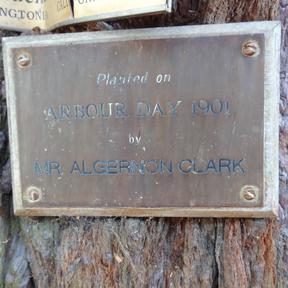 Planted on
ARBOUR DAY 1901
by
MR. ALGERNON CLARK